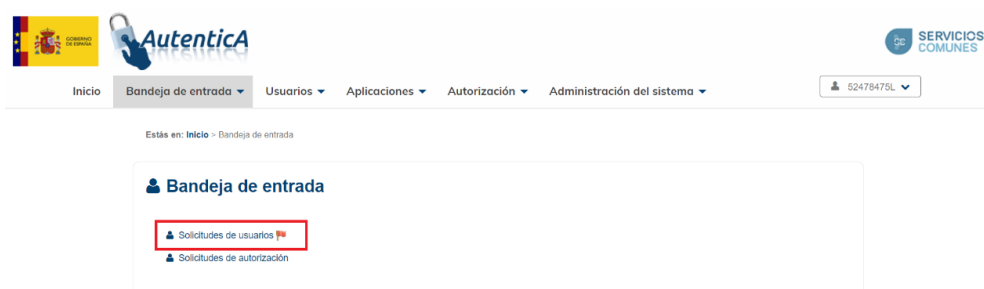 GOBIERNO
DE ESPAÑA
AutenticA
SERVICIOS
COMUNES
Inicio Bandeja de entrada Usuarios Aplicaciones Autorización Administración del sistema 52478475L
Estás en: Inicio > Bandeja de entrada
Bandeja de entrada
Solicitudes de usuarios
Solicitudes de autorización